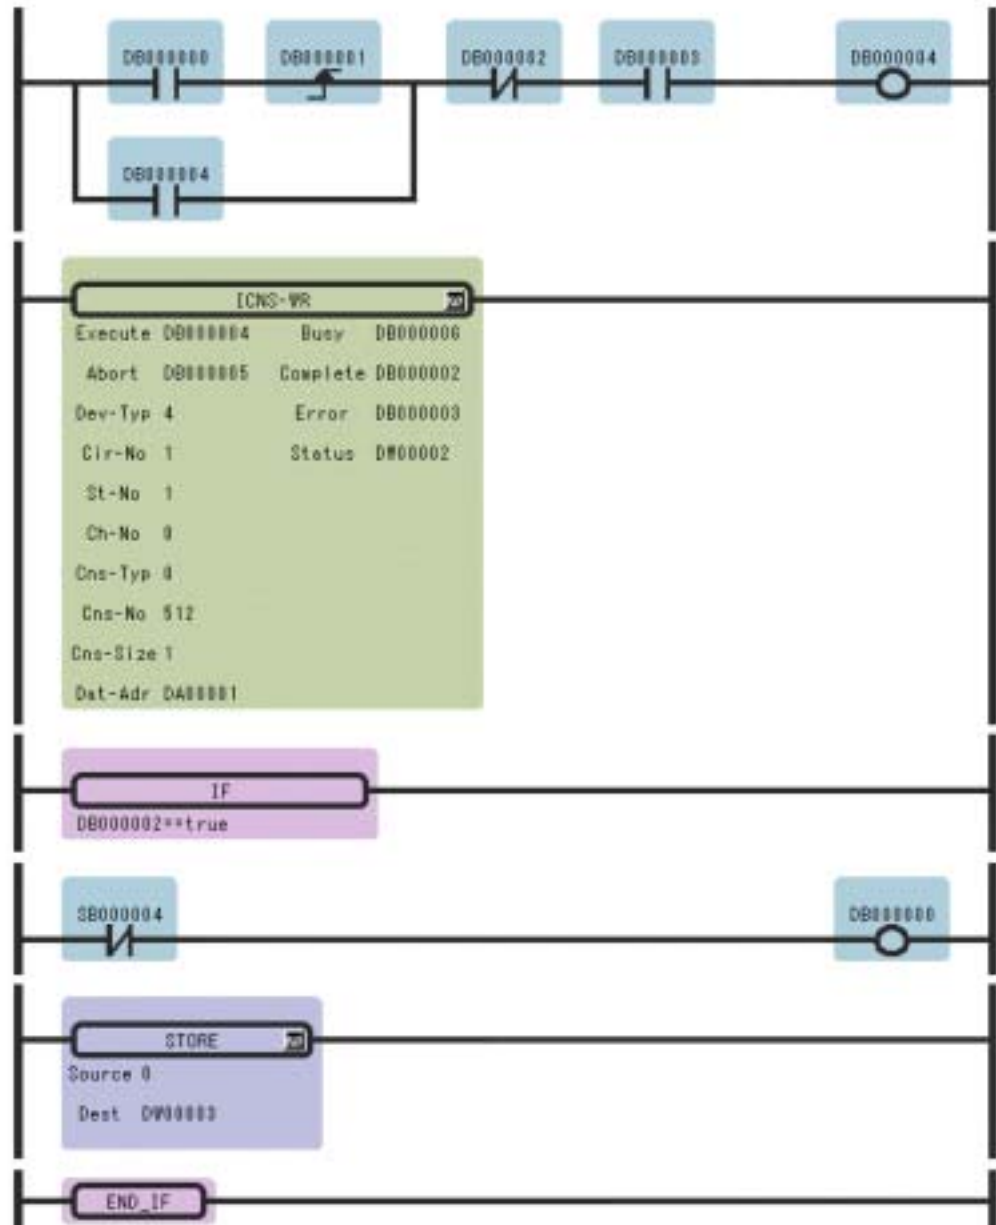 DB000000 DB000001 DB000002 DB000003 DB000004
DB000004
ICNS-WR
Execute DB000004 Busy DB000006
Abort DB000005 Complete DB000002
Dev-Typ 4 Error DB000003
Cir-No 1 Status DW00002
St-No 1
Ch-No 0
Cns-Typ 0
Cns-No 512
Cns-Size 1
Dat-Adr DA00001
IF
DB000002==true
SB000004 DB000000
STORE
Source 0
Dest DW00003
END_IF